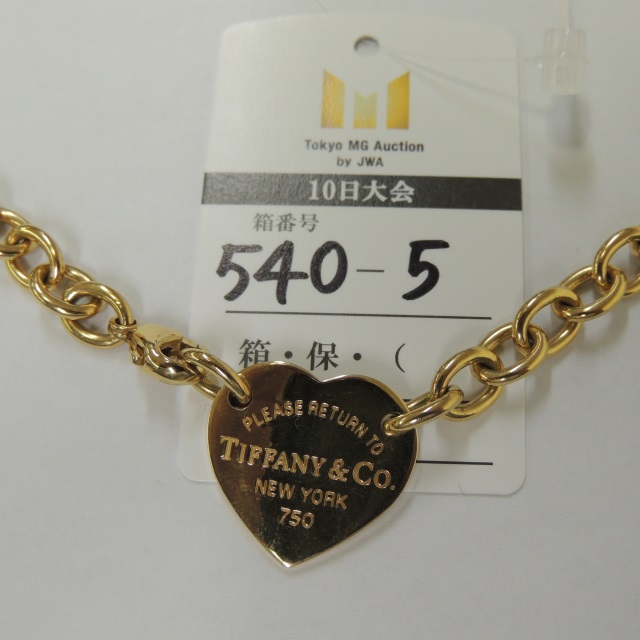 Tokyo MG Auction
by JWA
10日大会
箱番号
540-5
箱・保・(
PLEASE RETURN TO
TIFFANY & CO.
NEW YORK
750